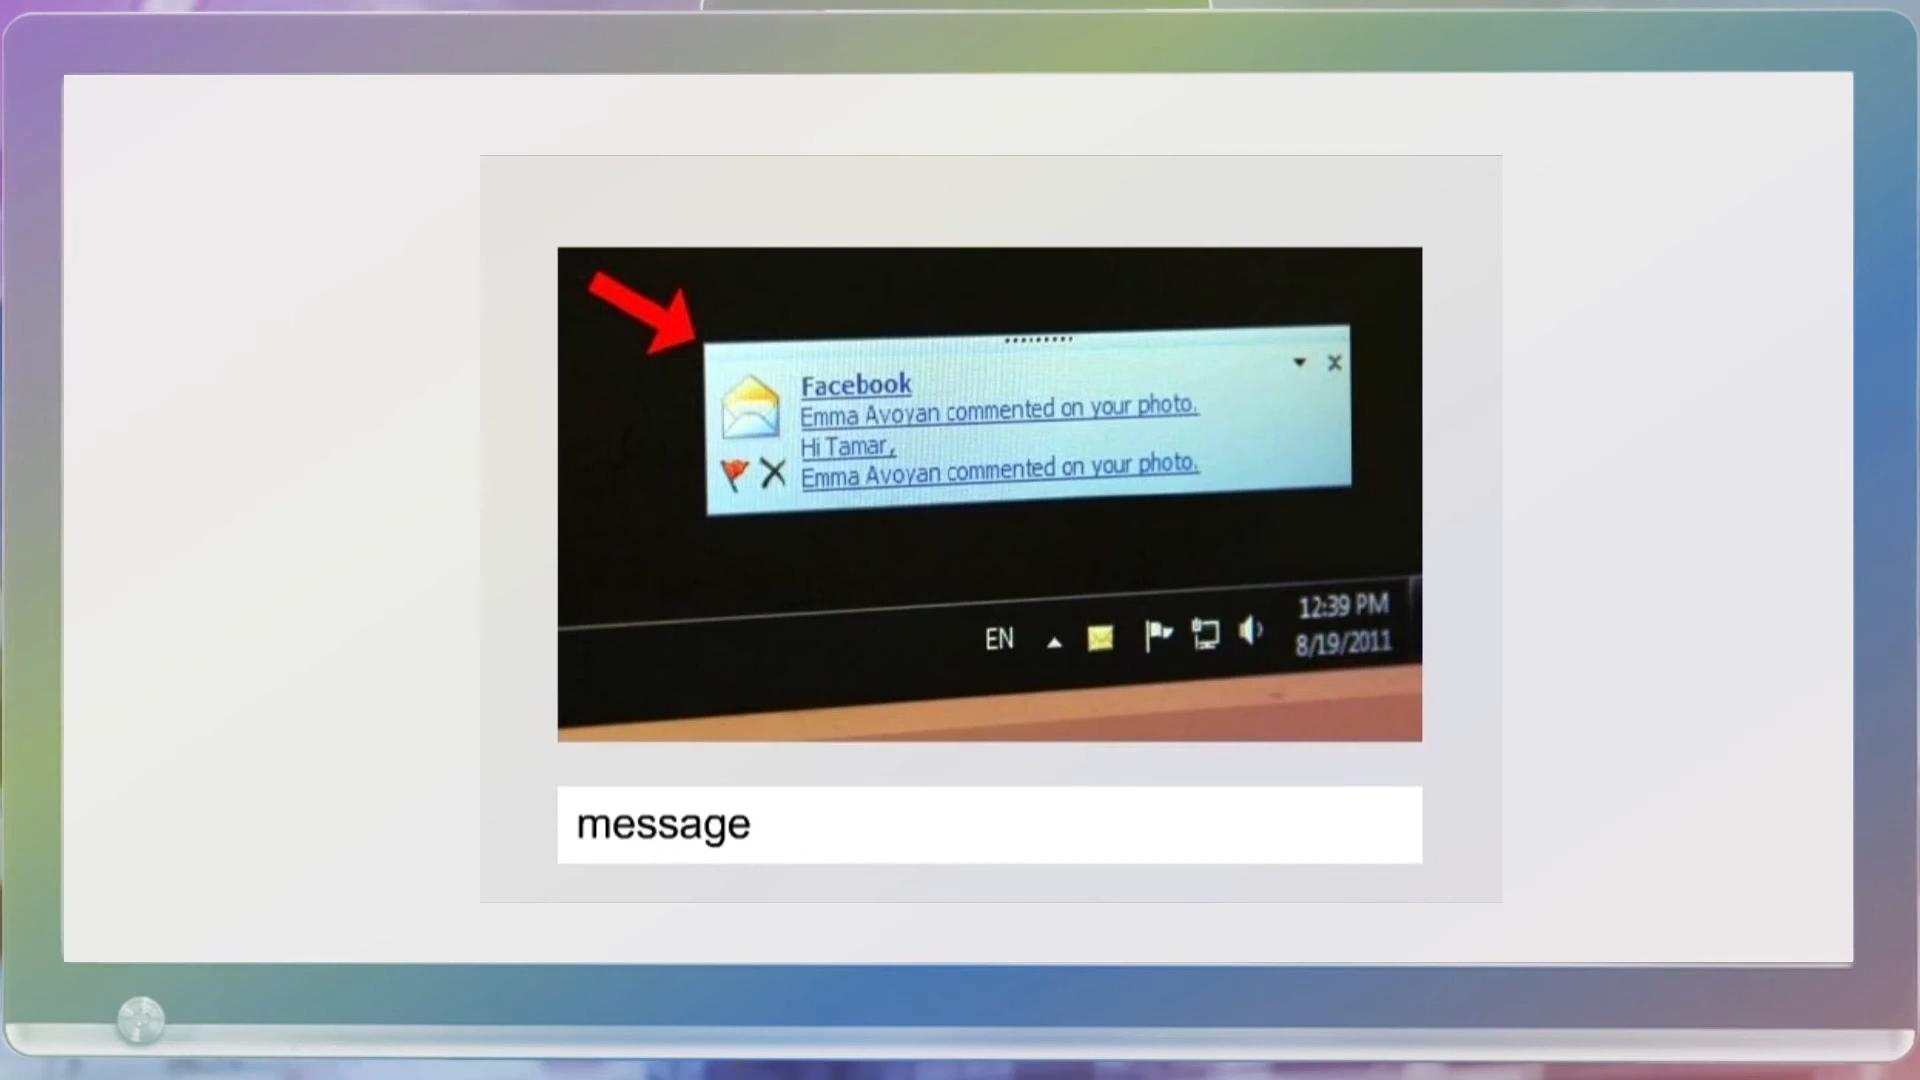 Facebook
Emma Avoyan commented on your photo.
Hi Tamar,
Emma Avoyan commented on your photo.
EN
12:39 PM
8/19/2011
message